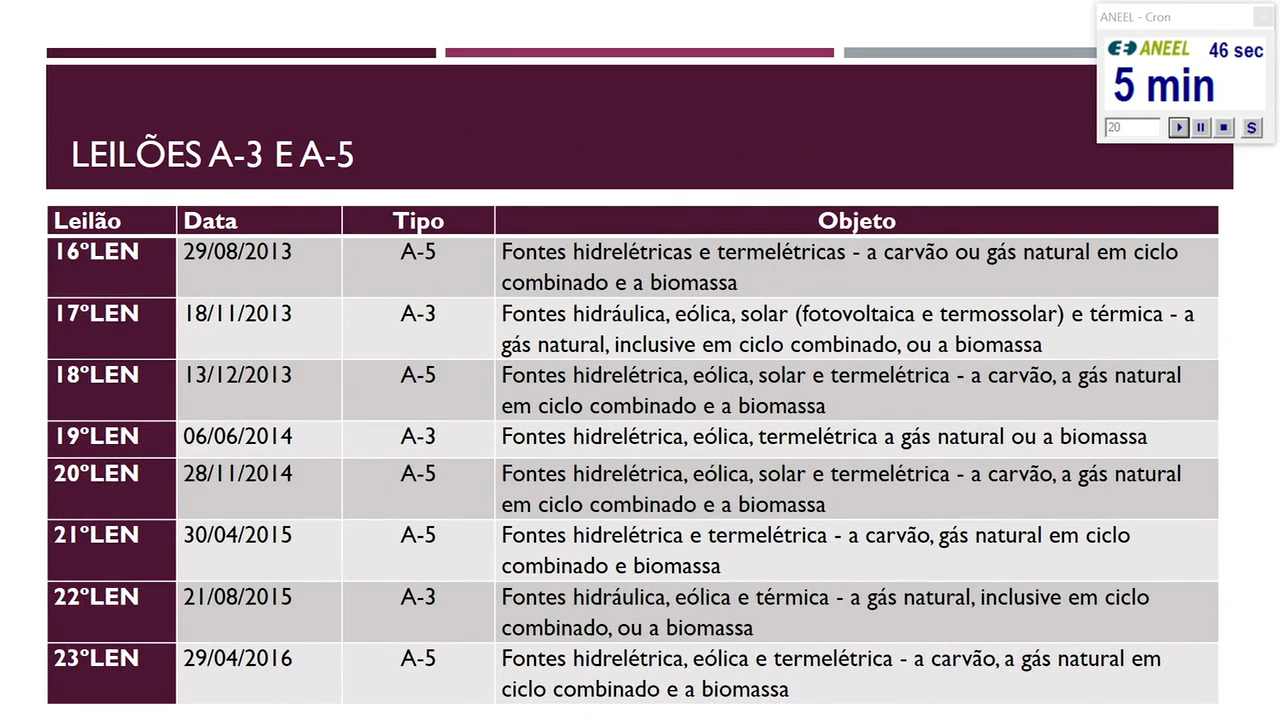 ANEEL - Cron
ANEEL 46 sec
5 min
20
S
LEILÕES A-3 E A-5
Leilão Data Tipo Objeto
16ºLEN 29/08/2013 A-5 Fontes hidrelétricas e termelétricas - a carvão ou gás natural em ciclo
combinado e a biomassa
17ºLEN 18/11/2013 A-3 Fontes hidráulica, eólica, solar (fotovoltaica e termossolar) e térmica - a
gás natural, inclusive em ciclo combinado, ou a biomassa
18ºLEN 13/12/2013 A-5 Fontes hidrelétrica, eólica, solar e termelétrica - a carvão, a gás natural
em ciclo combinado e a biomassa
19ºLEN 06/06/2014 A-3 Fontes hidrelétrica, eólica, termelétrica a gás natural ou a biomassa
20ºLEN 28/11/2014 A-5 Fontes hidrelétrica, eólica, solar e termelétrica - a carvão, a gás natural
em ciclo combinado e a biomassa
21ºLEN 30/04/2015 A-5 Fontes hidrelétrica e termelétrica - a carvão, gás natural em ciclo
combinado e biomassa
22ºLEN 21/08/2015 A-3 Fontes hidráulica, eólica e térmica - a gás natural, inclusive em ciclo
combinado, ou a biomassa
23ºLEN 29/04/2016 A-5 Fontes hidrelétrica, eólica e termelétrica - a carvão, a gás natural em
ciclo combinado e a biomassa